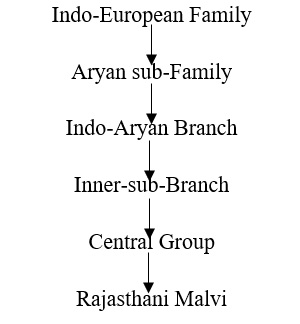 Indo-European Family
Aryan sub-Family
Indo-Aryan Branch
Inner-sub-Branch
Central Group
Rajasthani Malvi